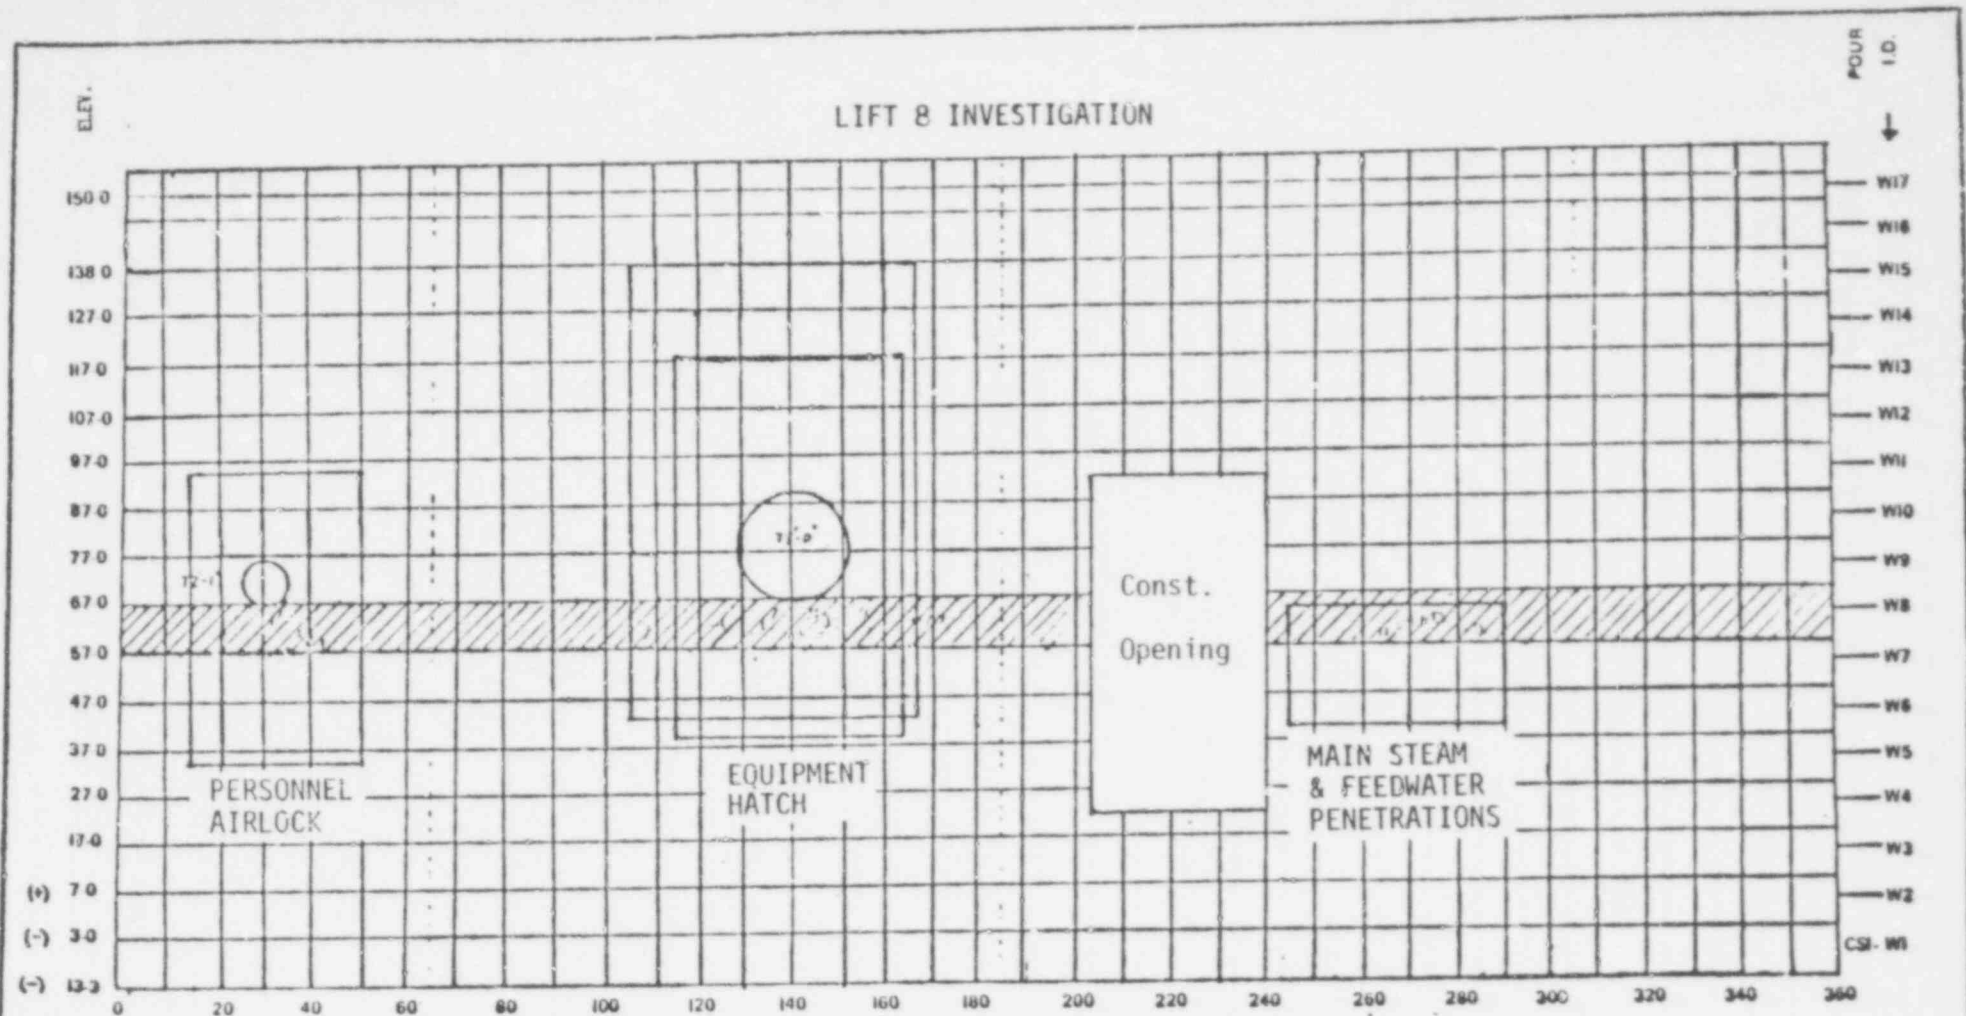 ELEV.
POUR
I.D.
LIFT 8 INVESTIGATION
150 0
W17
W16
138 0
W15
127 0
W14
117 0
W13
107 0
W12
97 0
W11
87 0
W10
77 0
W9
72-1"
67 0
W8
Const.
Opening
57 0
W7
47 0
W6
37 0
W5
PERSONNEL
AIRLOCK
EQUIPMENT
HATCH
MAIN STEAM
& FEEDWATER
PENETRATIONS
27 0
W4
17 0
W3
(+) 7 0
W2
(-) 3 0
CSI-W1
(-) 13-3
0 20 40 60 80 100 120 140 160 180 200 220 240 260 280 300 320 340 360